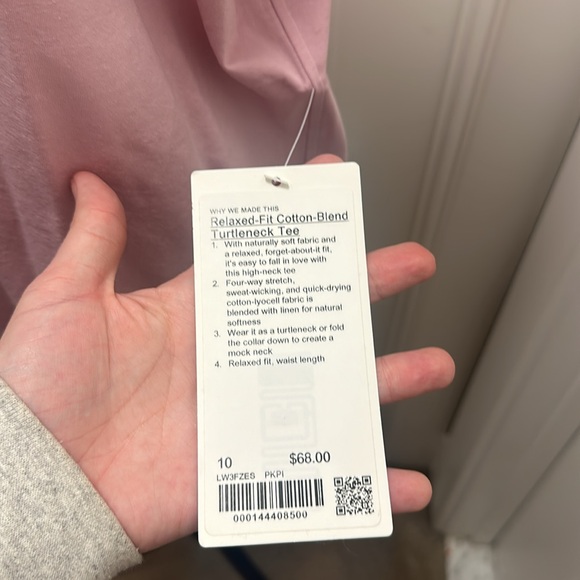 WHY WE MADE THIS
Relaxed-Fit Cotton-Blend
Turtleneck Tee
1. With naturally soft fabric and
a relaxed, forget-about-it fit,
it's easy to fall in love with
this high-neck tee
2. Four-way stretch,
sweat-wicking, and quick-drying
cotton-lyocell fabric is
blended with linen for natural
softness
3. Wear it as a turtleneck or fold
the collar down to create a
mock neck
4. Relaxed fit, waist length
10 $68.00
LW3FZES PKPI
000144408500